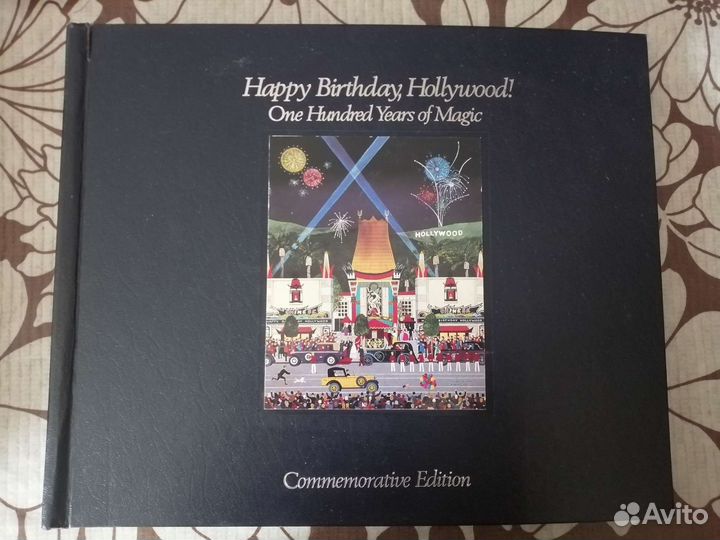 Happy Birthday, Hollywood!
One Hundred Years of Magic
HOLLYWOOD
Commemorative Edition
Avito